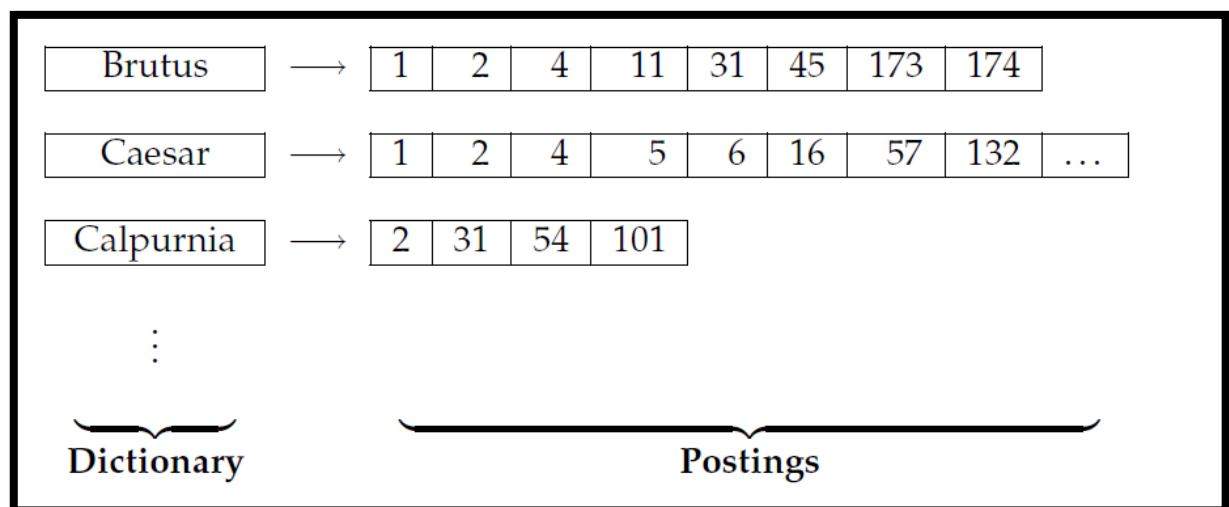 Brutus → 1 2 4 11 31 45 173 174
Caesar → 1 2 4 5 6 16 57 132 ...
Calpurnia → 2 31 54 101
⋮
Dictionary Postings